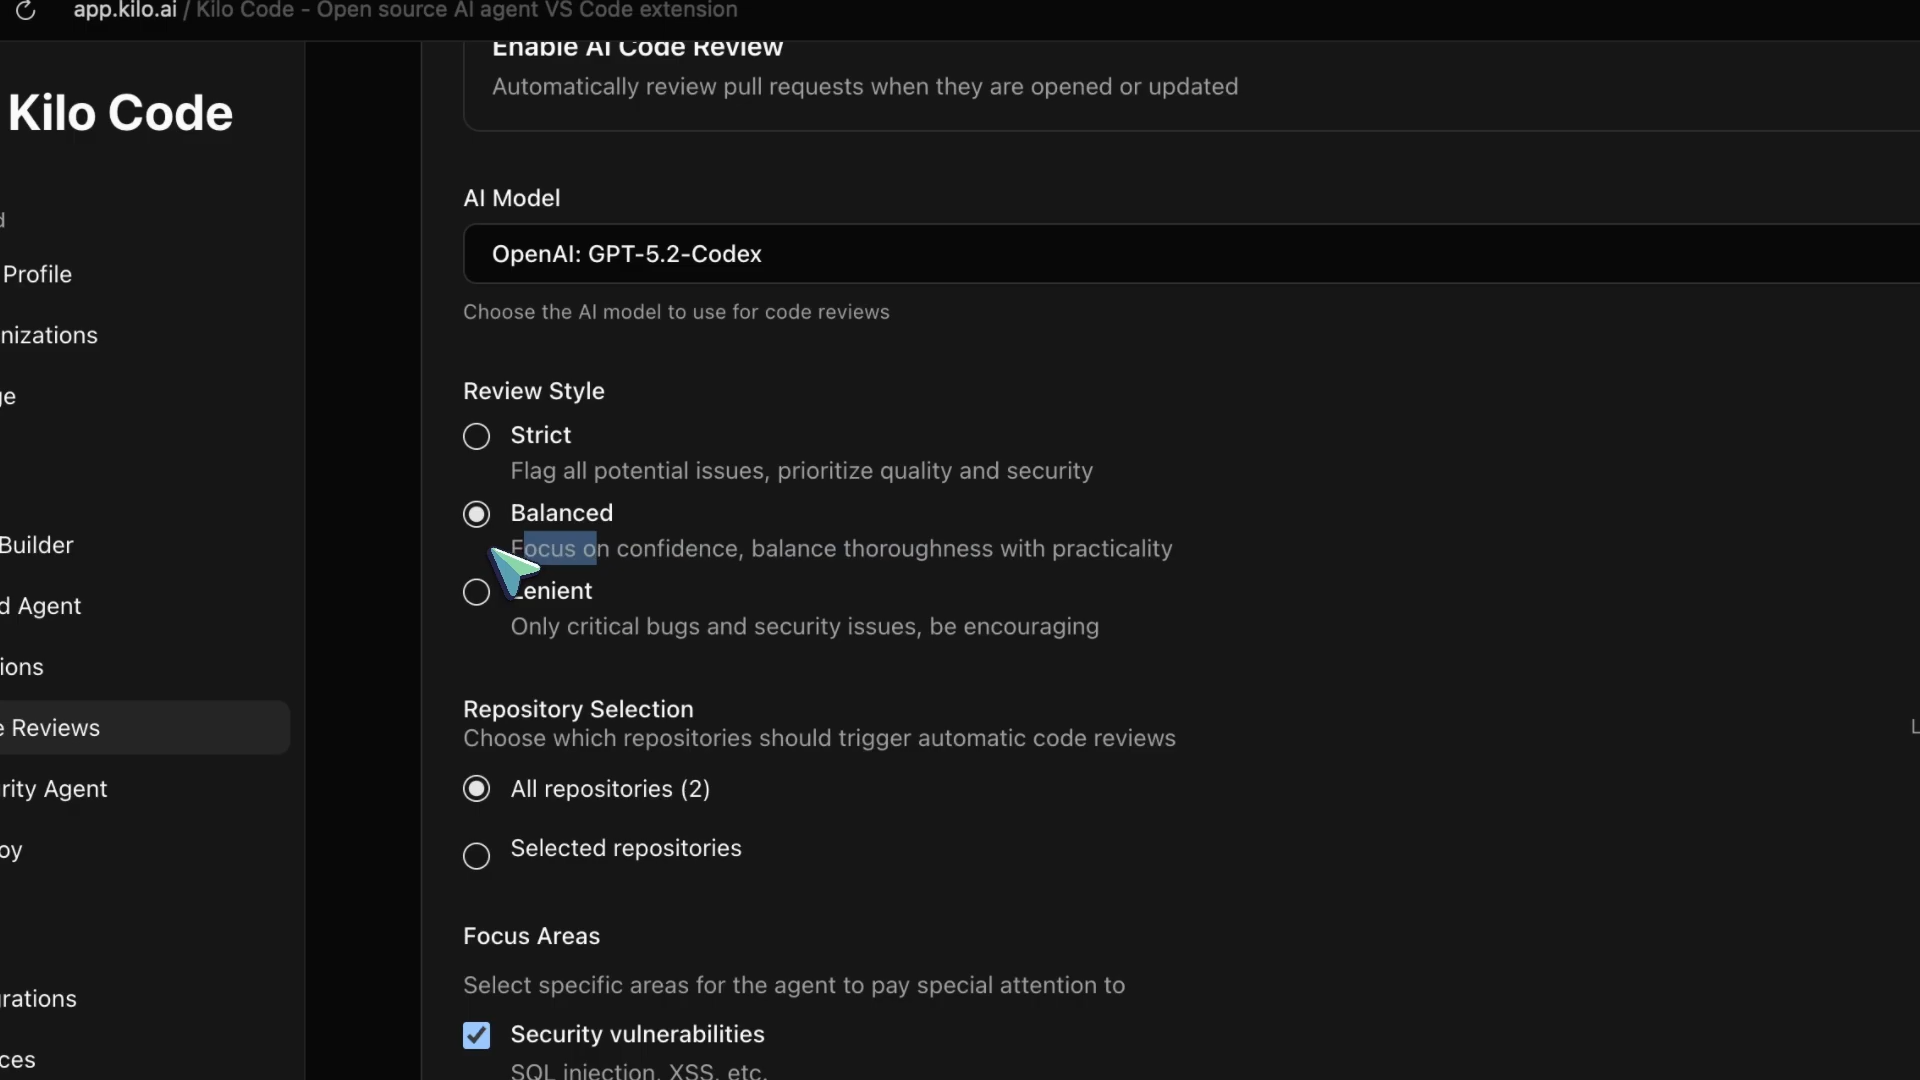 app.kilo.ai / Kilo Code - Open source AI agent VS Code extension
Kilo Code
Profile
nizations
Builder
d Agent
ions
e Reviews
rity Agent
oy
rations
ces
Enable AI Code Review
Automatically review pull requests when they are opened or updated
AI Model
OpenAI: GPT-5.2-Codex
Choose the AI model to use for code reviews
Review Style
Strict
Flag all potential issues, prioritize quality and security
Balanced
Focus on confidence, balance thoroughness with practicality
Lenient
Only critical bugs and security issues, be encouraging
Repository Selection
Choose which repositories should trigger automatic code reviews
All repositories (2)
Selected repositories
Focus Areas
Select specific areas for the agent to pay special attention to
Security vulnerabilities
SQL injection, XSS, etc.